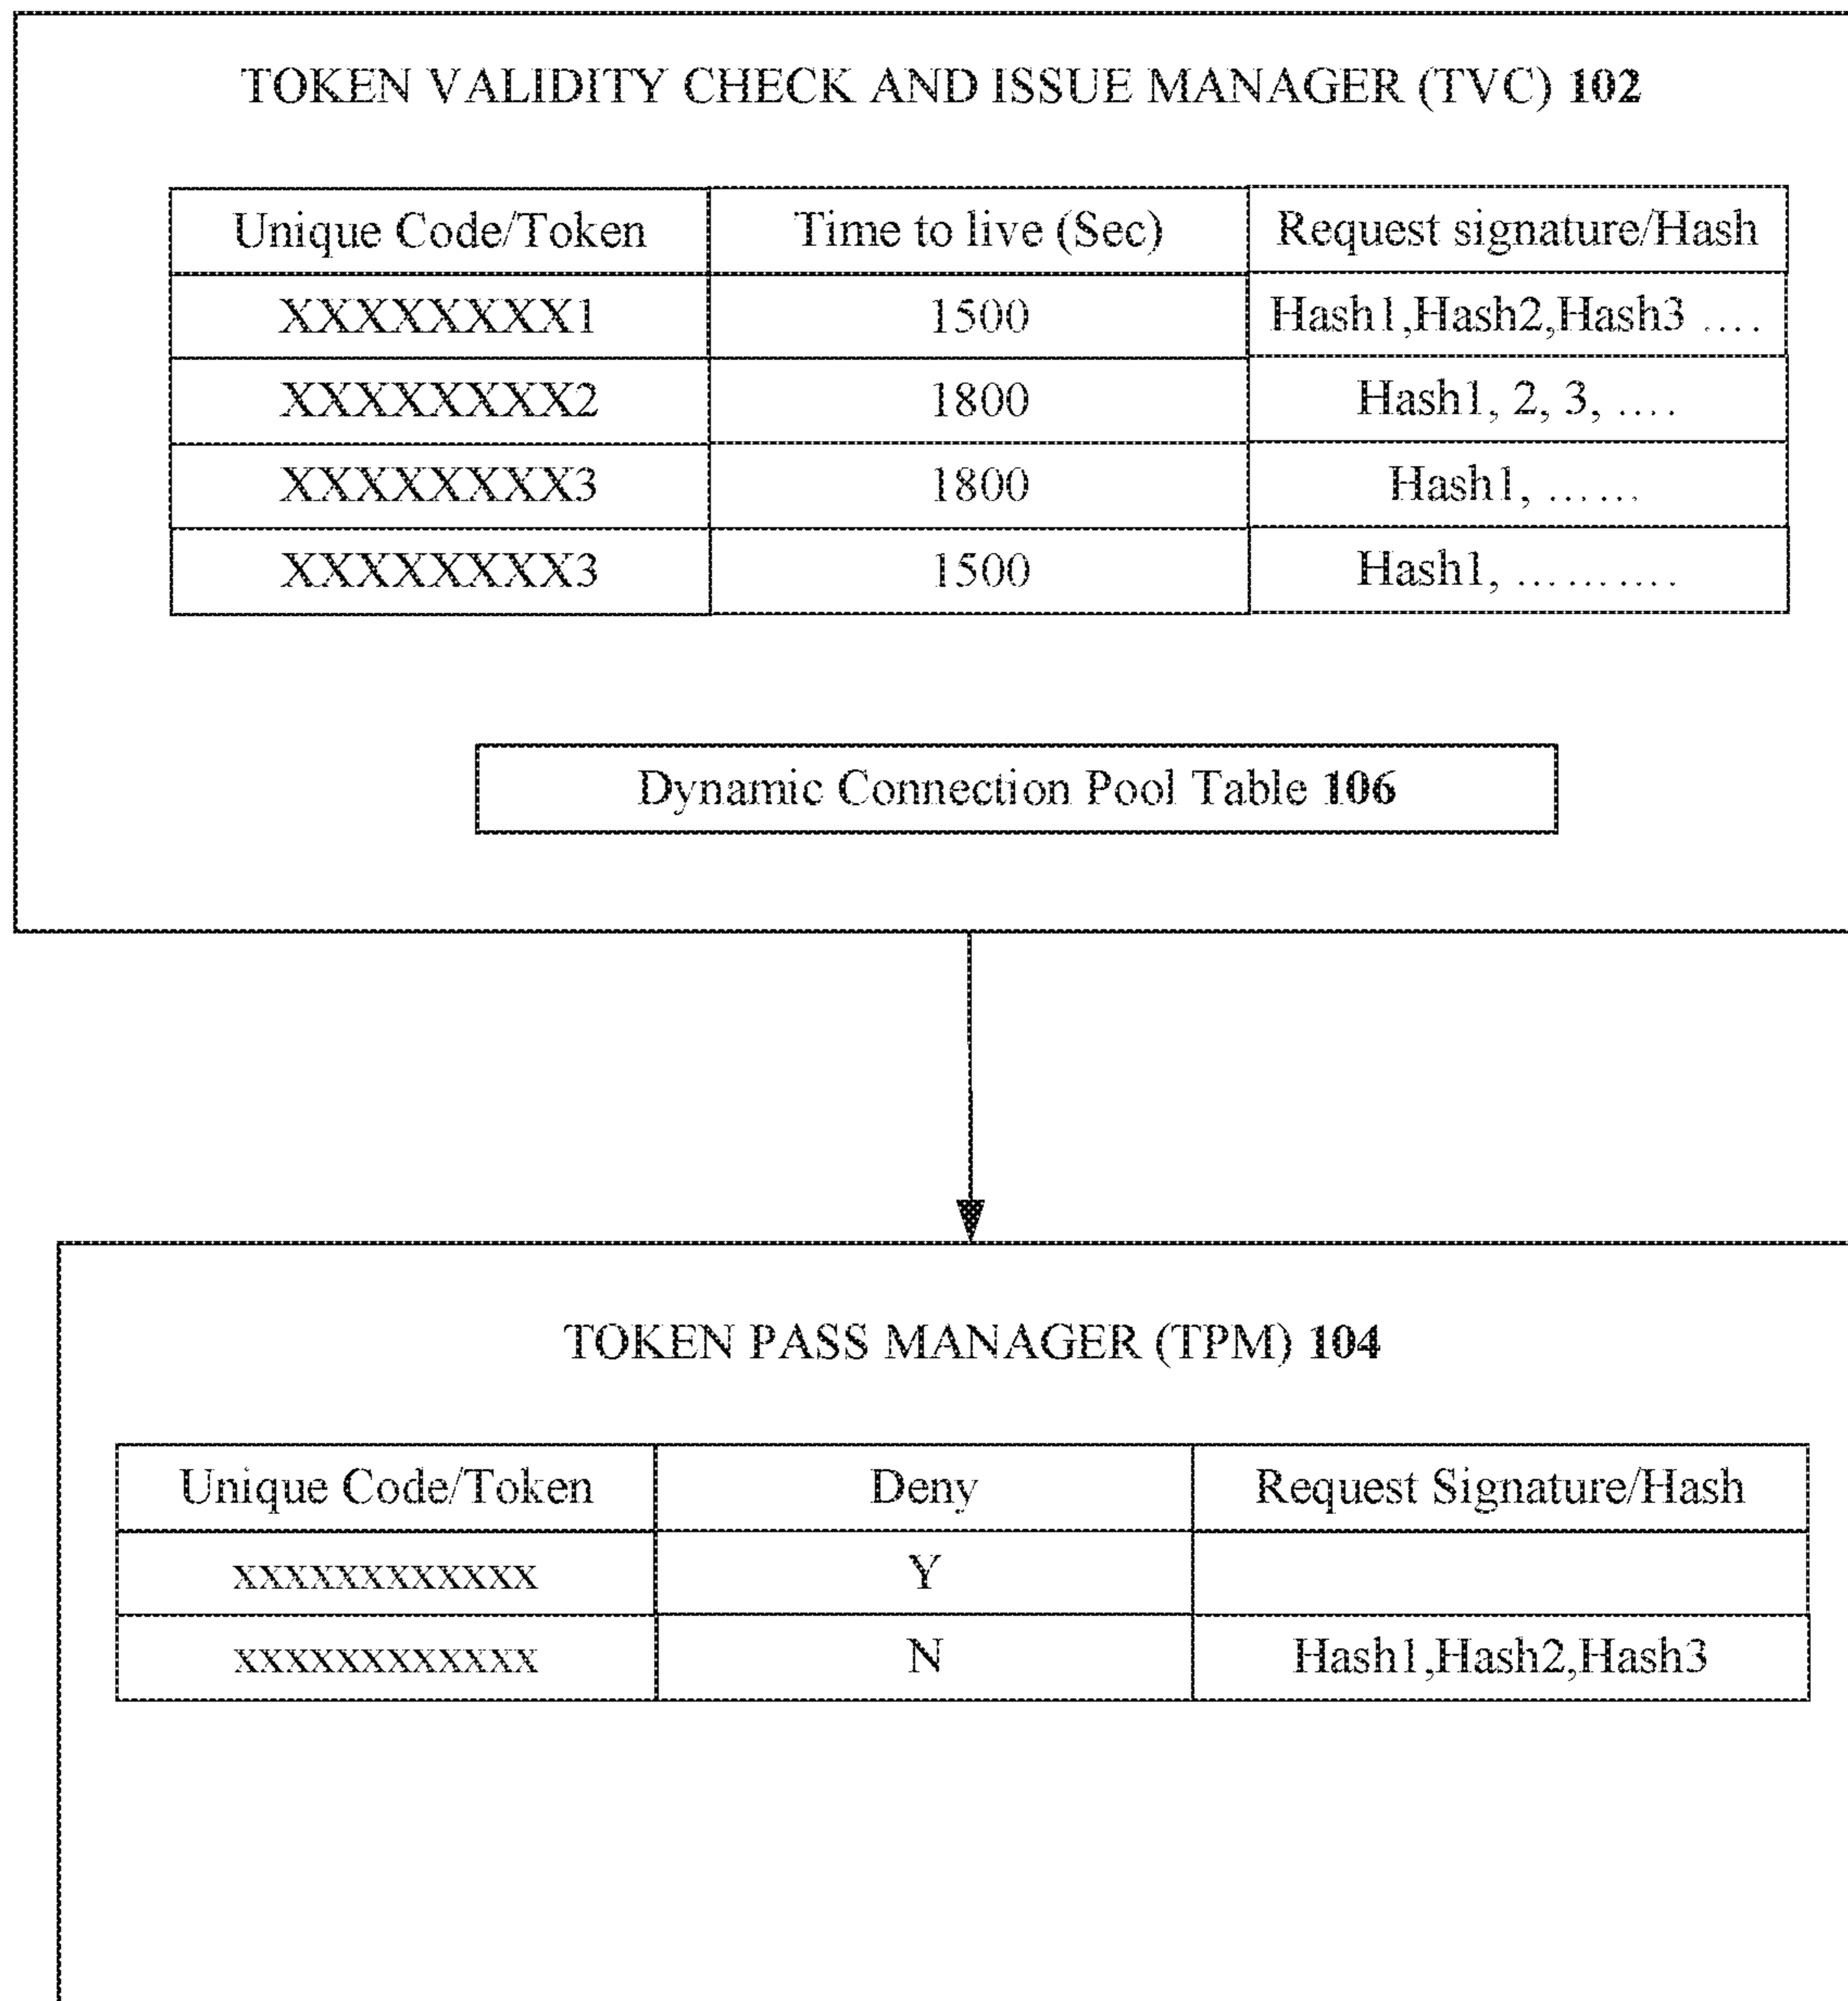 TOKEN VALIDITY CHECK AND ISSUE MANAGER (TVC) 102
Unique Code/Token Time to live (Sec) Request signature/Hash
XXXXXXXX1 1500 Hash1,Hash2,Hash3 ....
XXXXXXXX2 1800 Hash1, 2, 3, ....
XXXXXXXX3 1800 Hash1, ......
XXXXXXXX3 1500 Hash1, ..........
Dynamic Connection Pool Table 106
TOKEN PASS MANAGER (TPM) 104
Unique Code/Token Deny Request Signature/Hash
xxxxxxxxxxxx Y
xxxxxxxxxxxx N Hash1,Hash2,Hash3